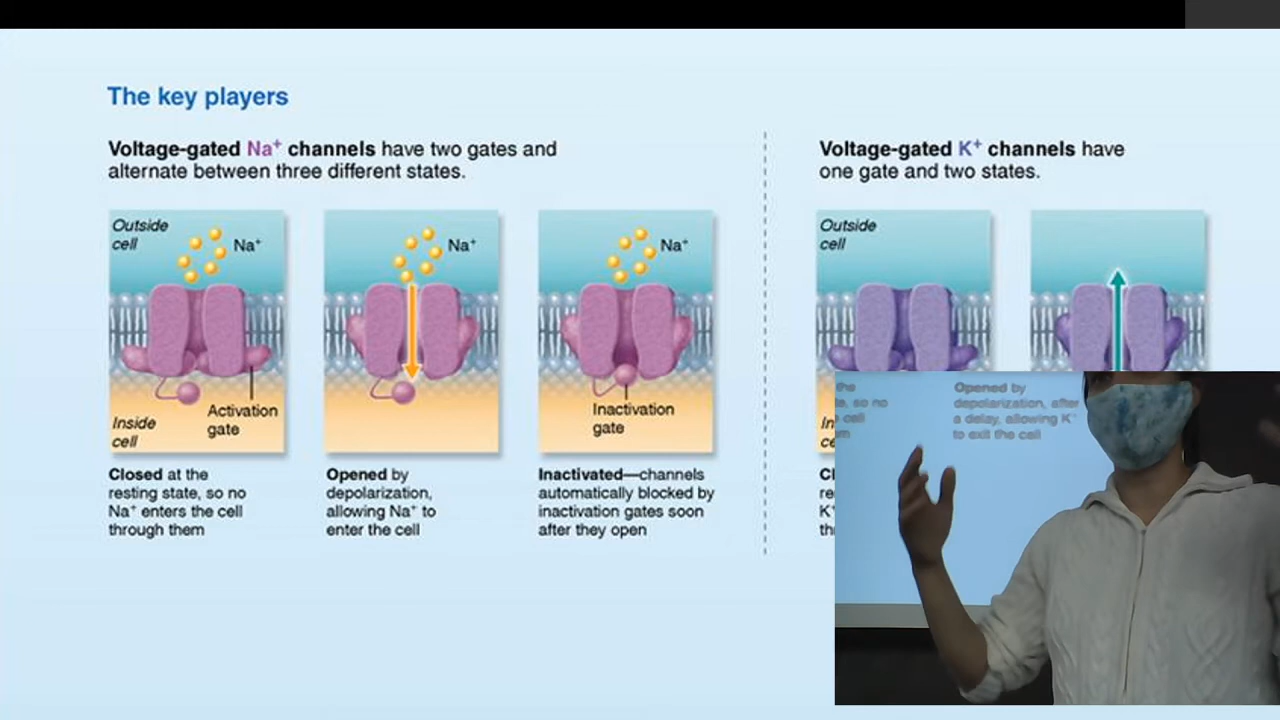 The key players
Voltage-gated Na⁺ channels have two gates and
alternate between three different states.
Outside
cell
Na⁺
Activation
gate
Inside
cell
Closed at the
resting state, so no
Na⁺ enters the cell
through them
Na⁺
Opened by
depolarization,
allowing Na⁺ to
enter the cell
Na⁺
Inactivation
gate
Inactivated—channels
automatically blocked by
inactivation gates soon
after they open
Voltage-gated K⁺ channels have
one gate and two states.
Outside
cell
the
so no
cell
Opened by
depolarization, after
a delay, allowing K⁺
to exit the cell